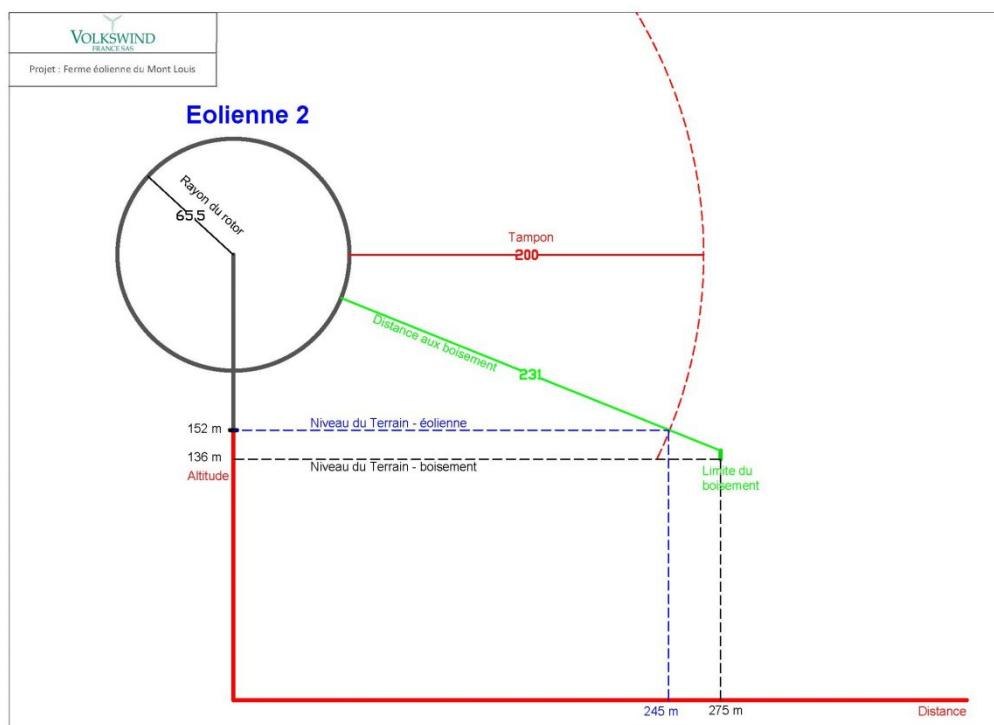 VOLKSWIND
FRANCE SAS
Projet : Ferme éolienne du Mont Louis
Eolienne 2
Rayon du rotor
65.5
Tampon
200
Distance aux boisement
231
152 m
Niveau du Terrain - éolienne
136 m
Niveau du Terrain - boisement
Altitude
Limite du
boisement
245 m
275 m
Distance